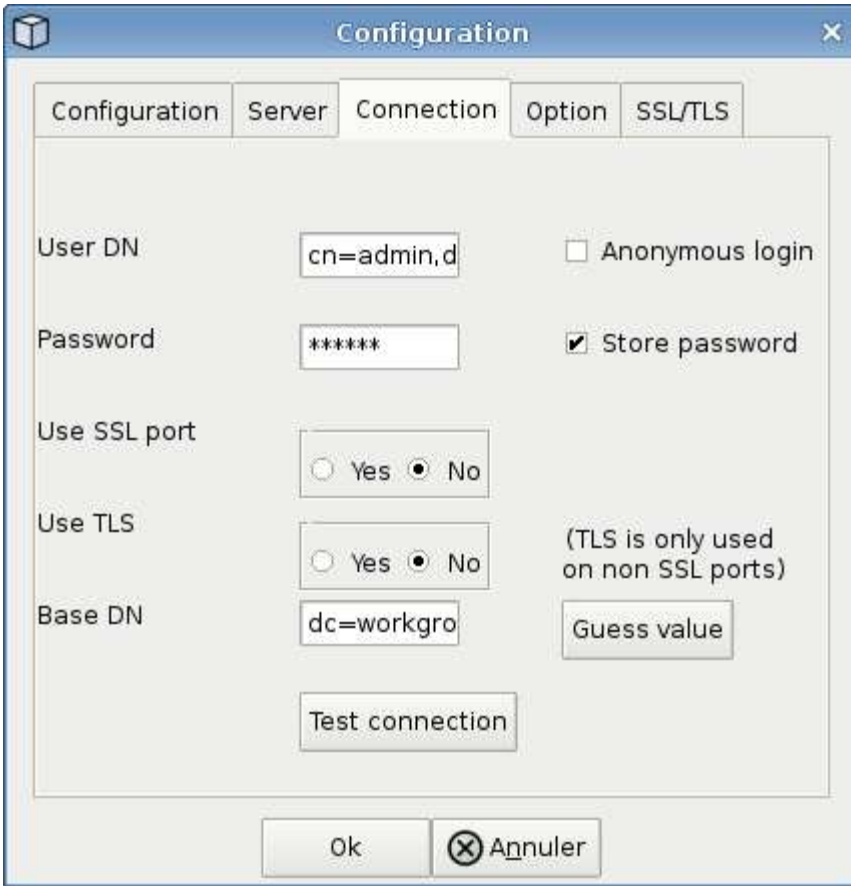 Configuration
Configuration Server Connection Option SSL/TLS
User DN cn=admin,d Anonymous login
Password ****** Store password
Use SSL port
Yes No
Use TLS
Yes No (TLS is only used
on non SSL ports)
Base DN dc=workgro Guess value
Test connection
Ok Annuler